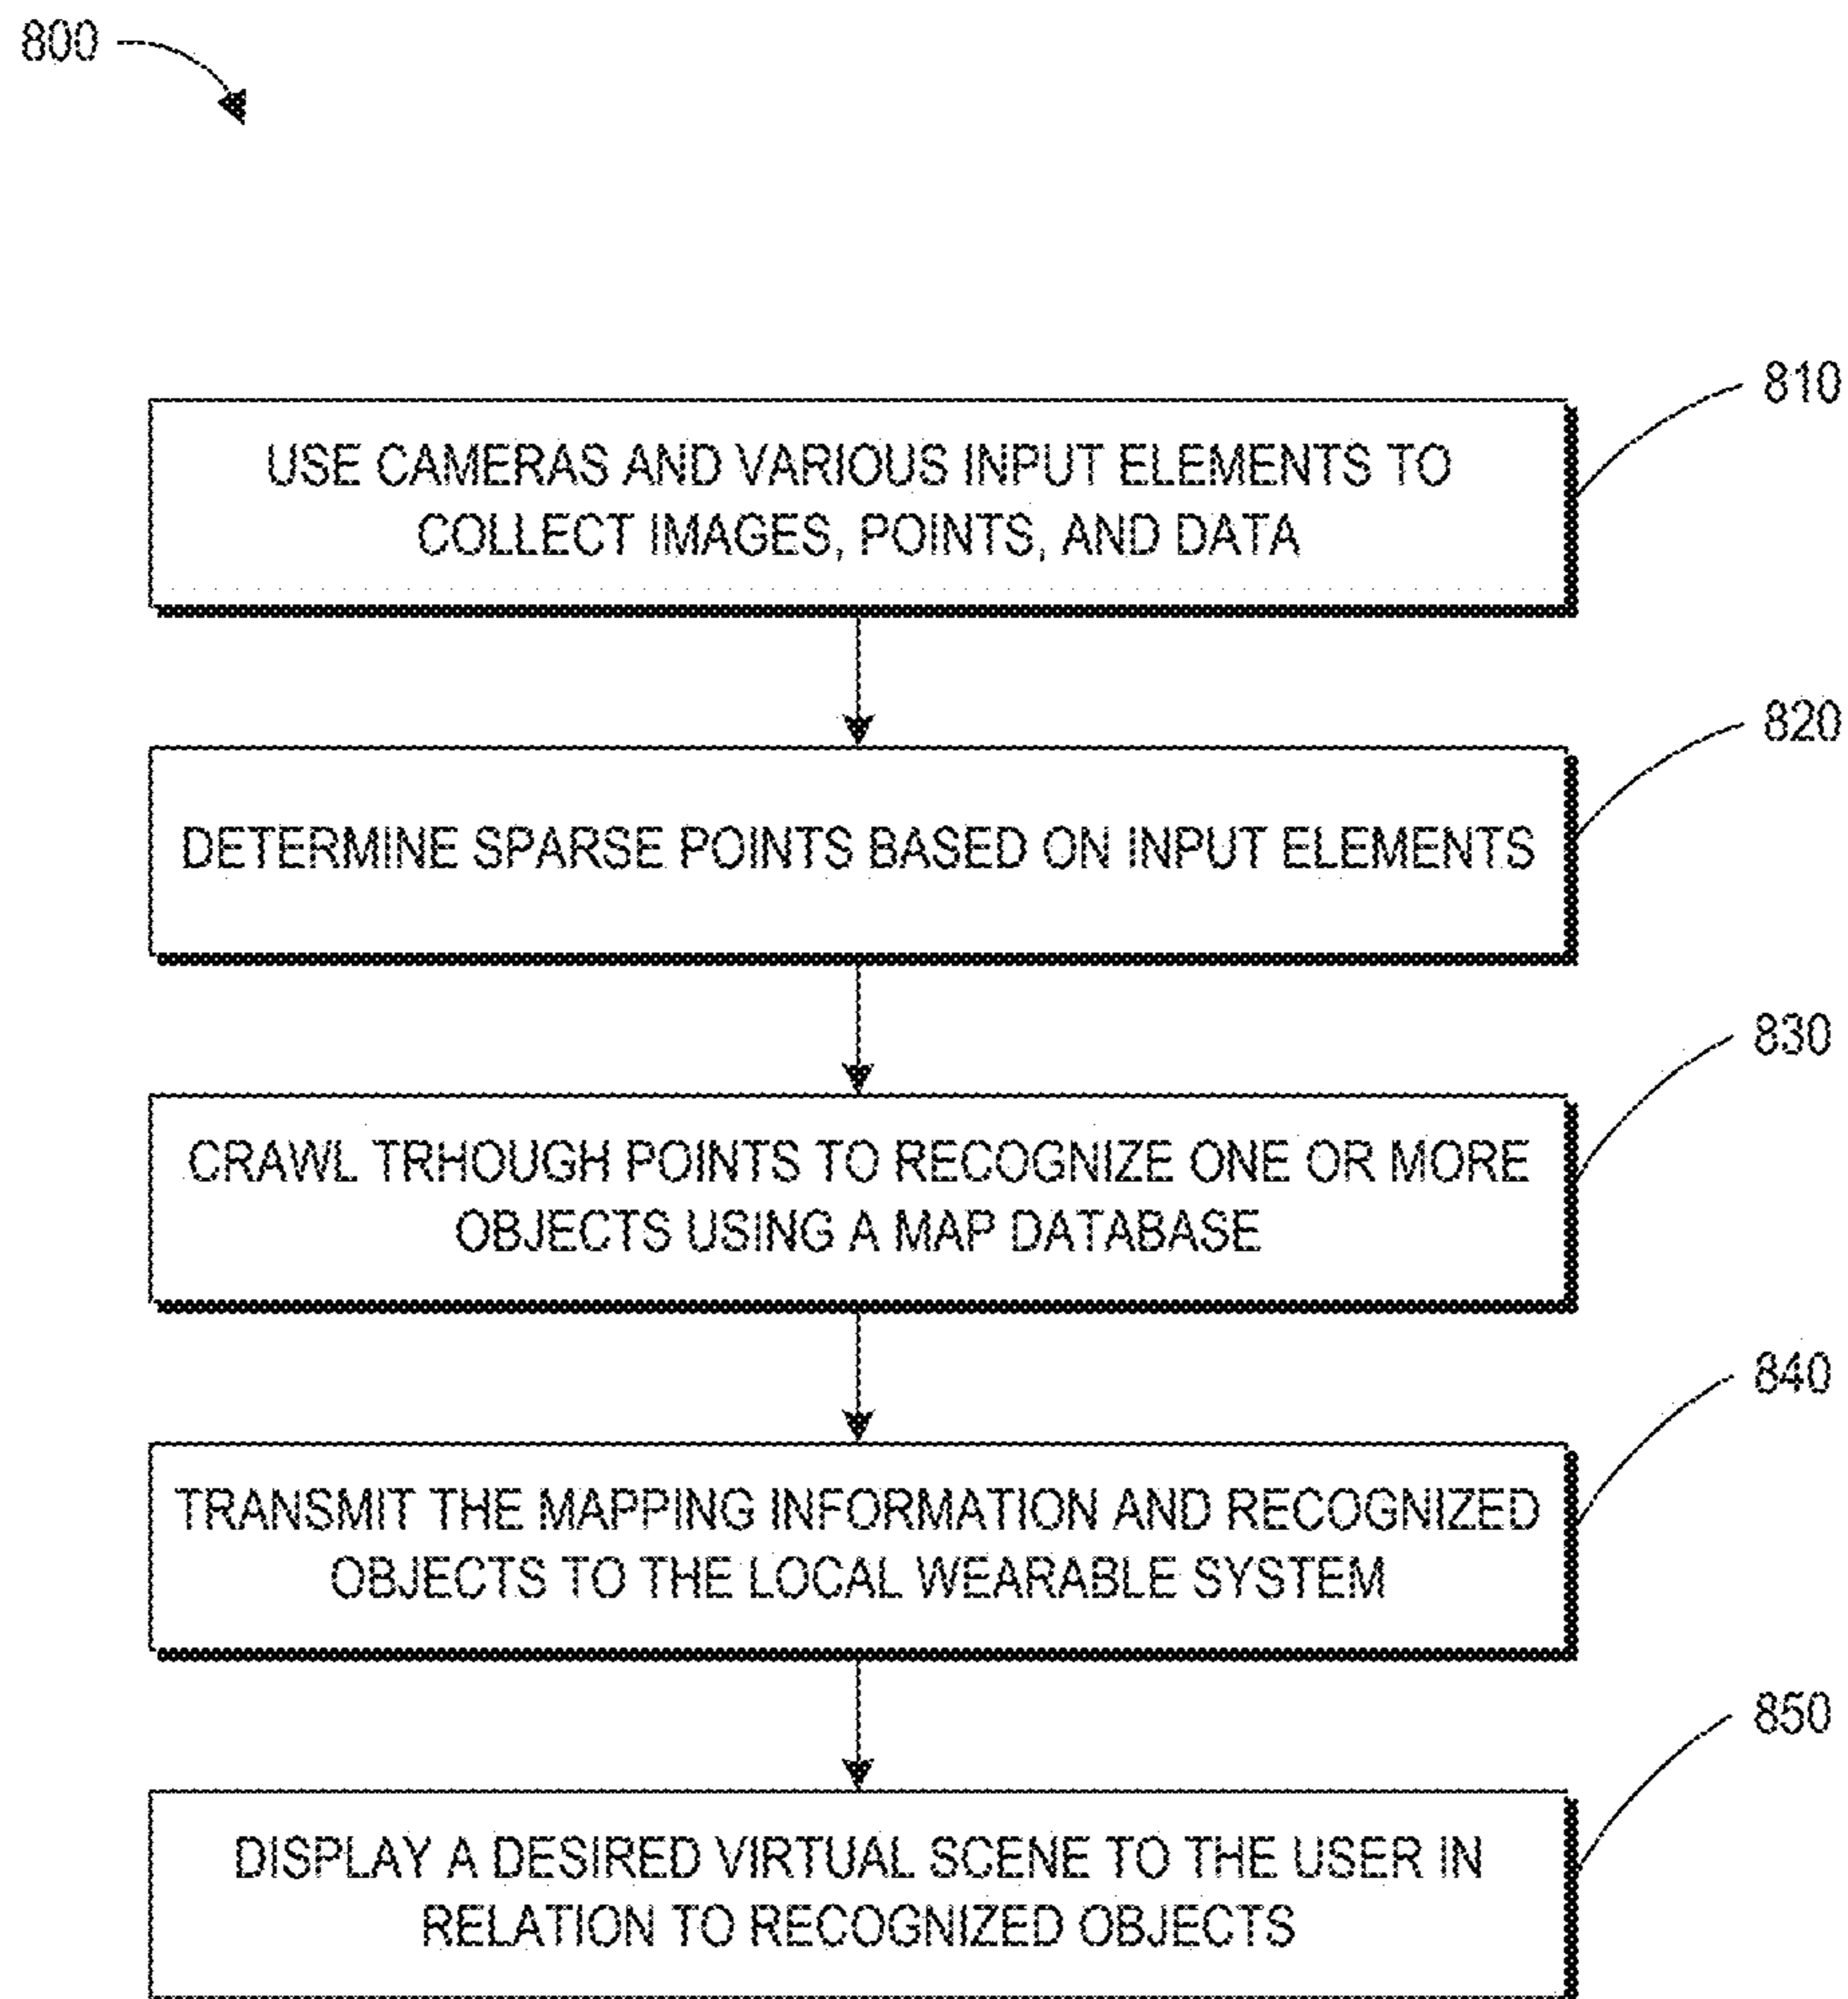 800
810
USE CAMERAS AND VARIOUS INPUT ELEMENTS TO
COLLECT IMAGES, POINTS, AND DATA
820
DETERMINE SPARSE POINTS BASED ON INPUT ELEMENTS
830
CRAWL TRHOUGH POINTS TO RECOGNIZE ONE OR MORE
OBJECTS USING A MAP DATABASE
840
TRANSMIT THE MAPPING INFORMATION AND RECOGNIZED
OBJECTS TO THE LOCAL WEARABLE SYSTEM
850
DISPLAY A DESIRED VIRTUAL SCENE TO THE USER IN
RELATION TO RECOGNIZED OBJECTS